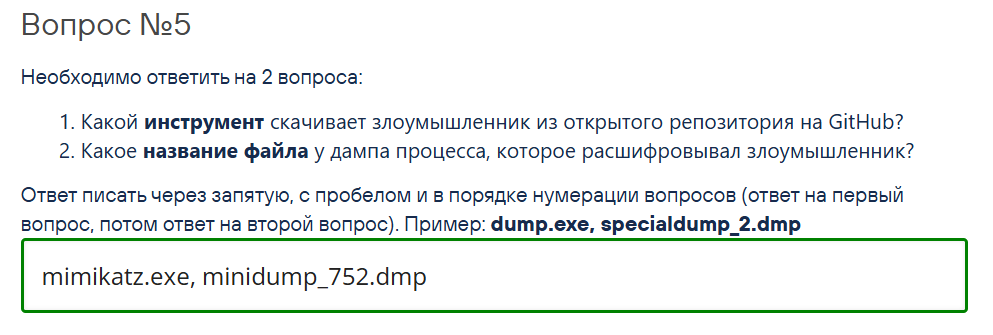 Вопрос №5
Необходимо ответить на 2 вопроса:
1. Какой инструмент скачивает злоумышленник из открытого репозитория на GitHub?
2. Какое название файла у дампа процесса, которое расшифровывал злоумышленник?
Ответ писать через запятую, с пробелом и в порядке нумерации вопросов (ответ на первый
вопрос, потом ответ на второй вопрос). Пример: dump.exe, specialdump_2.dmp
mimikatz.exe, minidump_752.dmp